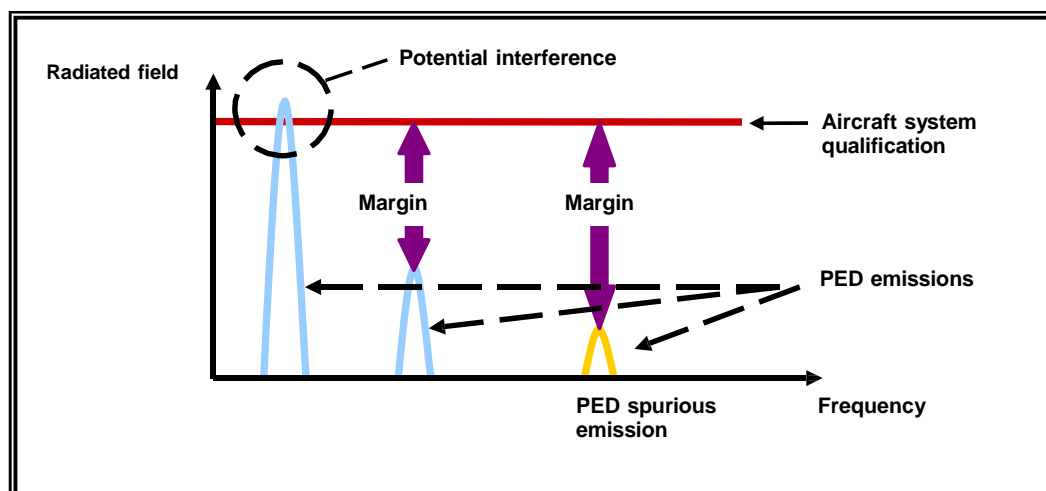 Potential interference
Radiated field
Aircraft system
qualification
Margin
Margin
PED emissions
PED spurious
emission
Frequency